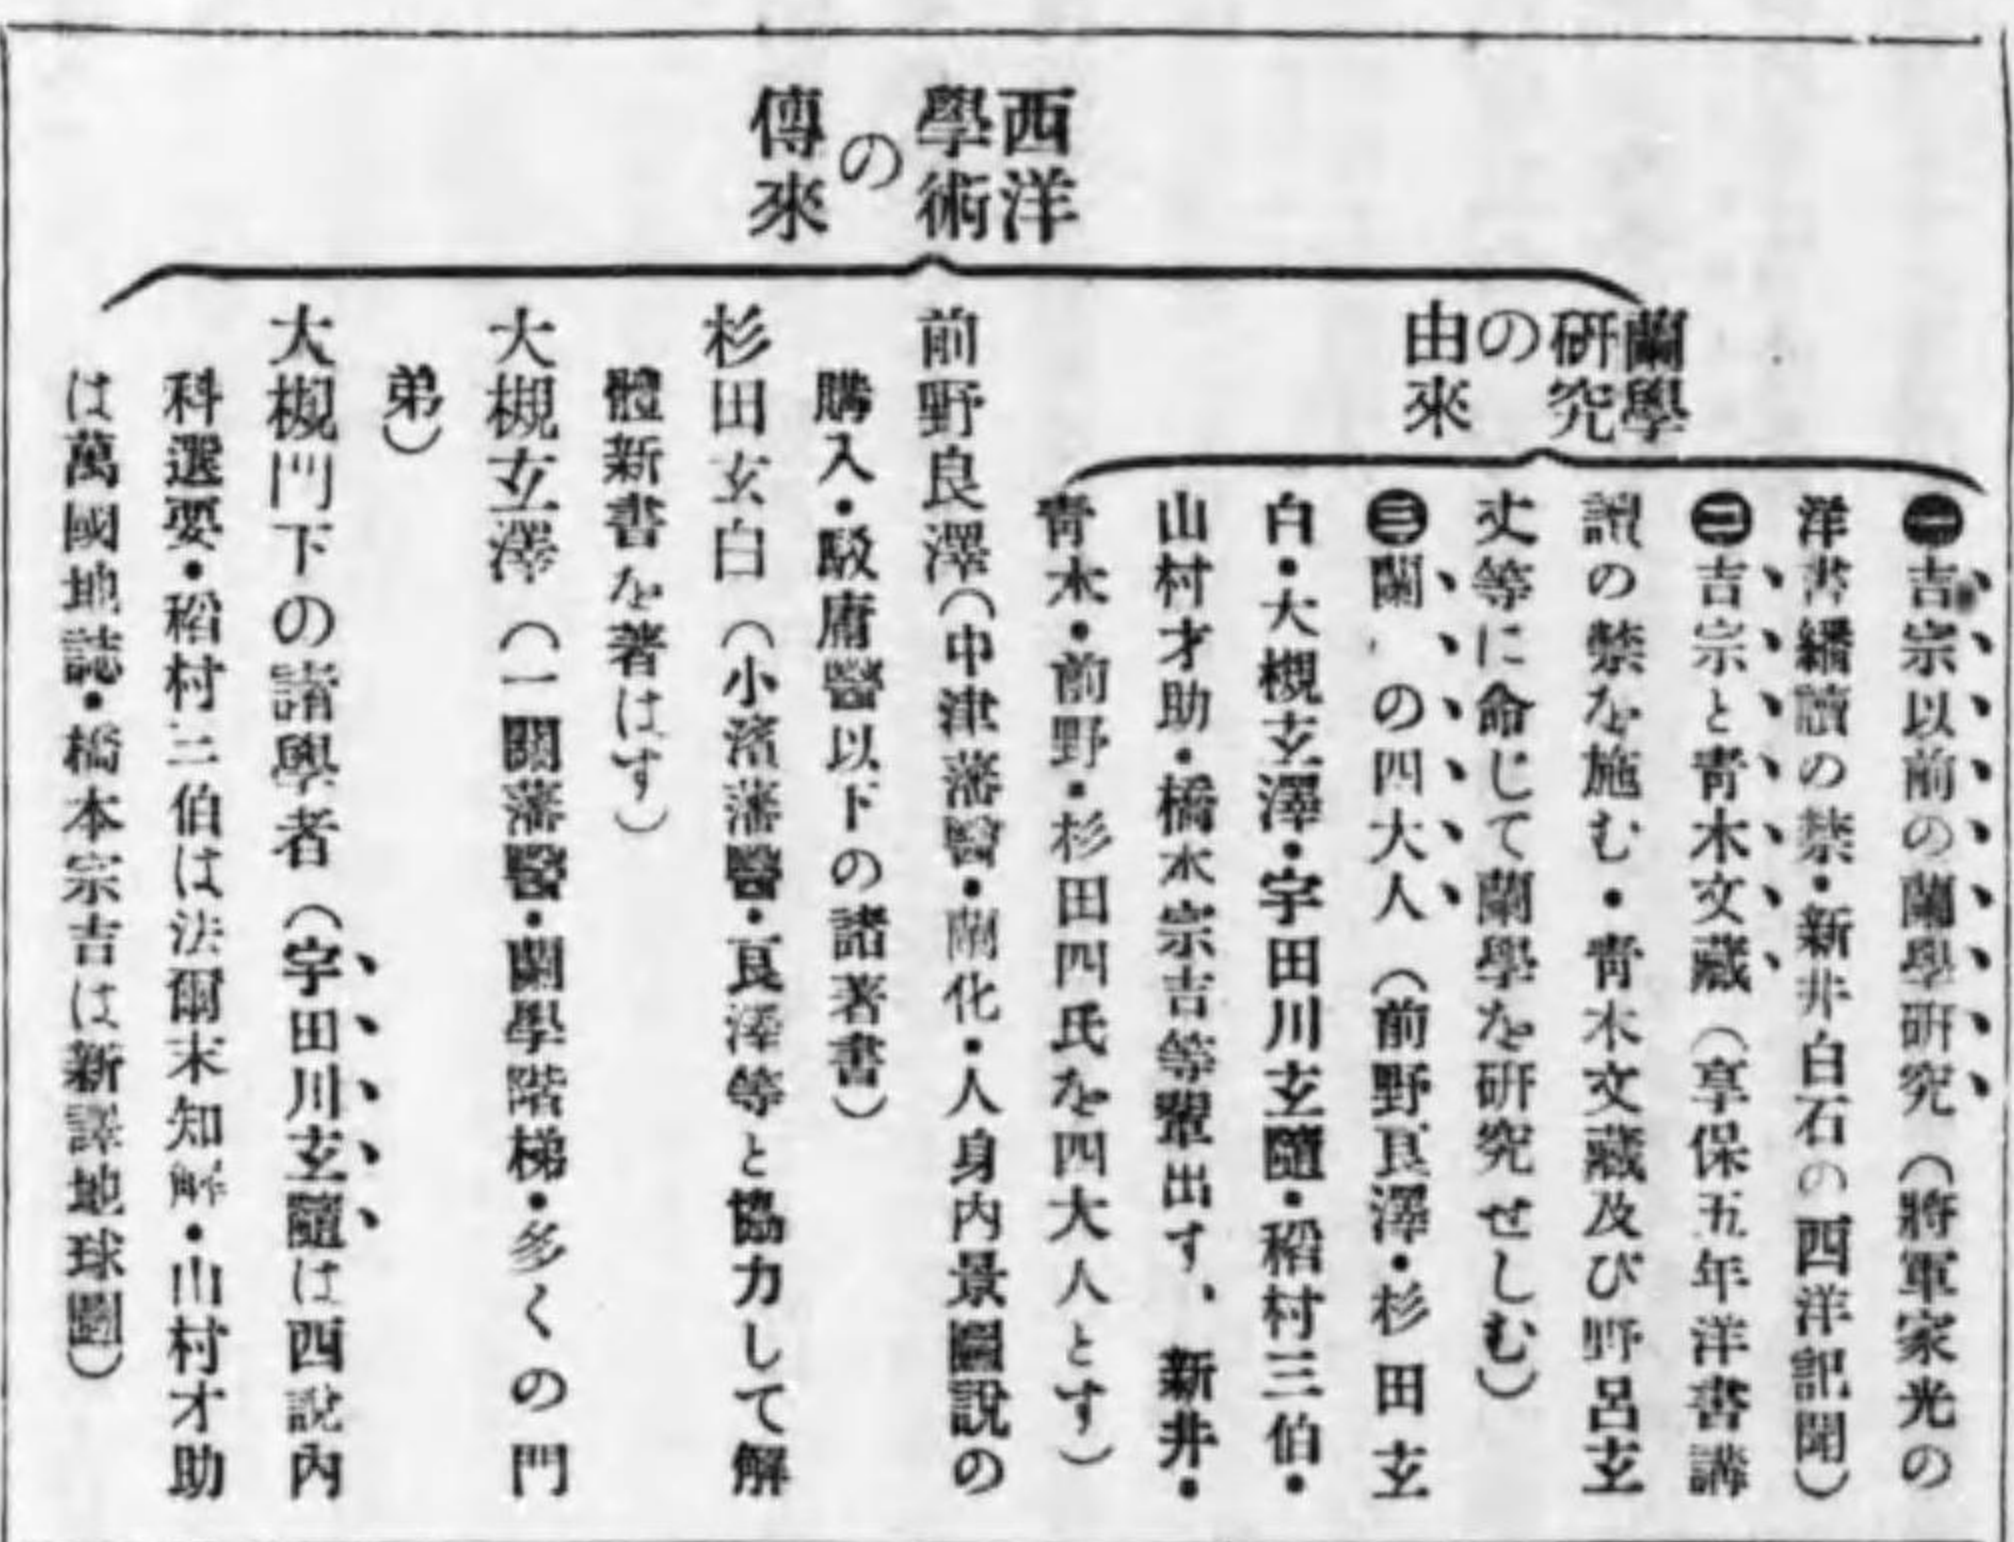 西洋
學術
の
傳來
蘭學
研究
の
由來
㊀吉宗以前の蘭學研究（將軍家光の
洋書繙讀の禁・新井白石の西洋記聞）
㊁吉宗と靑木文藏（享保五年洋書講
讀の禁を施む・靑木文藏及び野呂玄
丈等に命じて蘭學を研究せしむ）
㊂蘭の四大人（前野良澤・杉田玄
白・大槻玄澤・宇田川玄隨・稻村三伯・
山村才助・橋本宗吉等輩出す、新井・
靑木・前野・杉田四氏を四大人とす）
前野良澤（中津藩醫・蘭化・人身內景圖說の
購入・駁庸醫以下の諸著書）
杉田玄白（小濱藩醫・良澤等と協力して解
體新書を著はす）
大槻玄澤（一關藩醫・蘭學階梯・多くの門
弟）
大槻門下の諸學者（宇田川玄隨は西說內
科選要・稻村三伯は法爾末知解・山村才助
は萬國地誌・橋本宗吉は新譯地球圖）